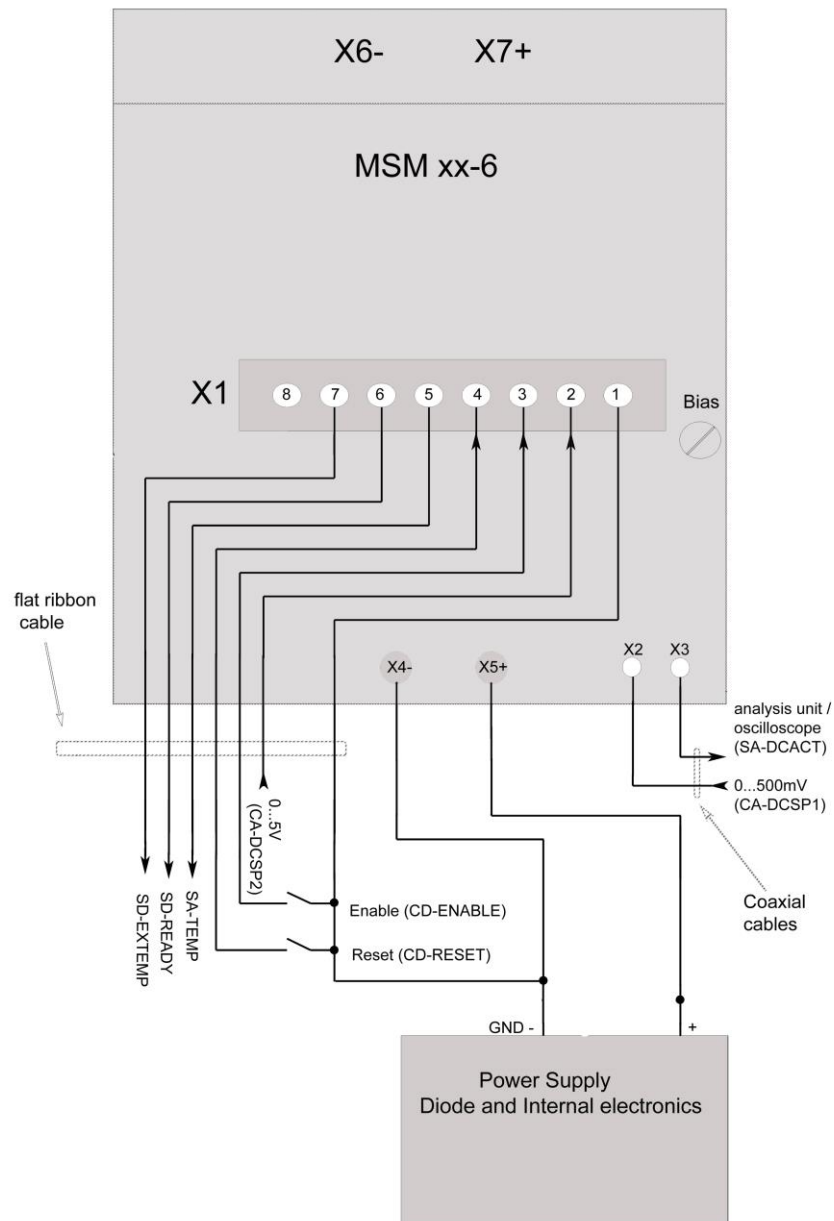 X6- X7+
MSM xx-6
X1 8 7 6 5 4 3 2 1
Bias
flat ribbon
cable
X4- X5+ X2 X3
analysis unit /
oscilloscope
(SA-DCACT)
0...500mV
(CA-DCSP1)
0...5V
(CA-DCSP2)
Coaxial
cables
SD-EXTEMP
SD-READY
SA-TEMP
Enable (CD-ENABLE)
Reset (CD-RESET)
GND - +
Power Supply
Diode and Internal electronics